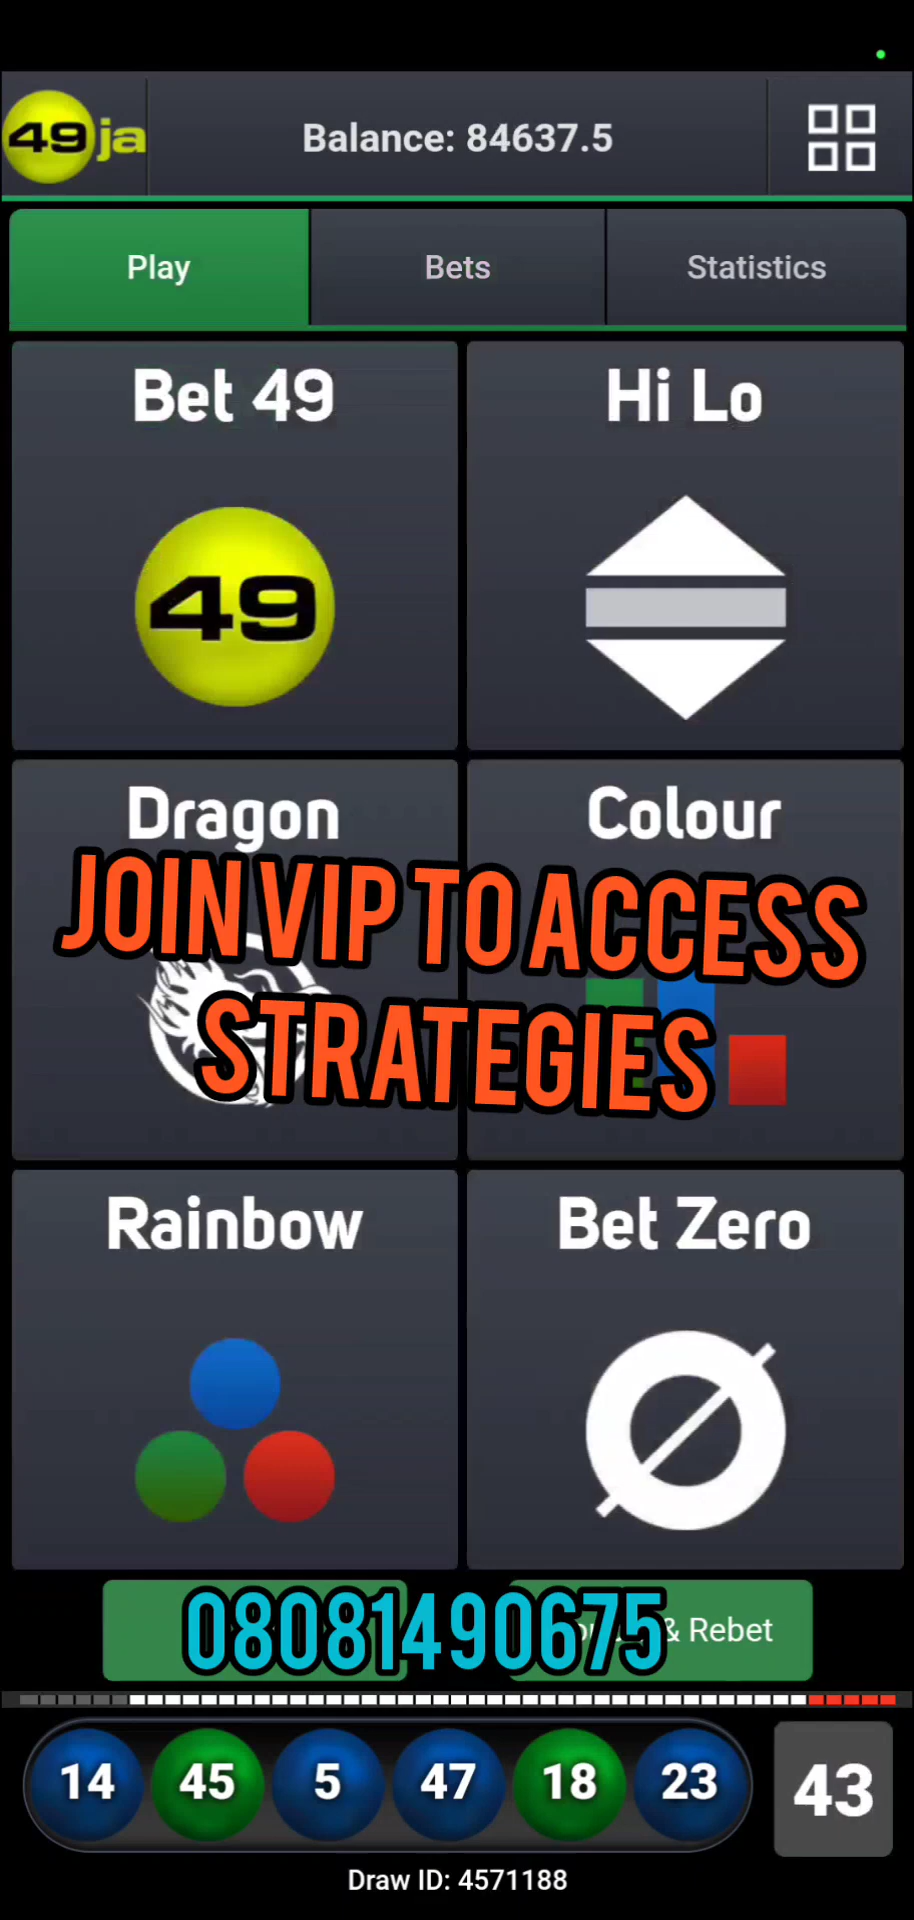 49ja
Balance: 84637.5
Play
Bets
Statistics
Bet 49
Hi Lo
49
Dragon
Colour
JOIN VIP TO ACCESS
STRATEGIES
Rainbow
Bet Zero
08081490675
& Rebet
14
45
5
47
18
23
43
Draw ID: 4571188